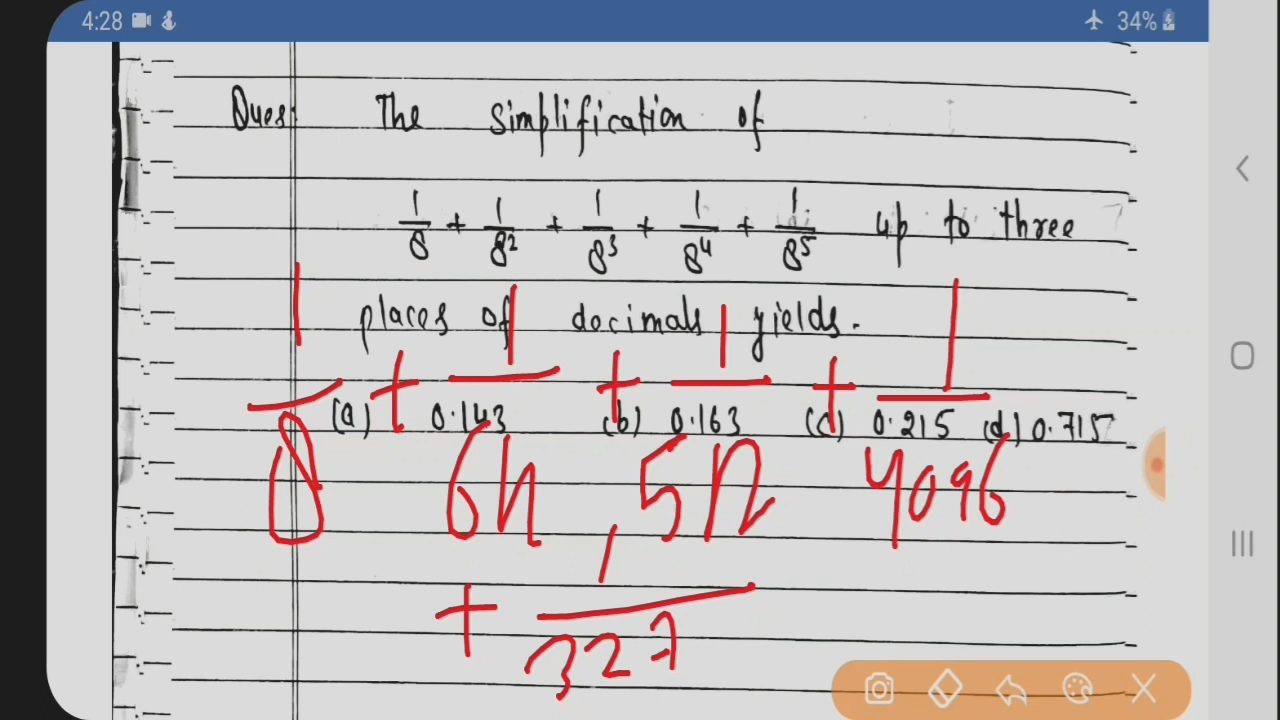 4:28 34%
Ques: The simplification of
1/8 + 1/8² + 1/8³ + 1/8⁴ + 1/8⁵ up to three
places of decimals yields.
(a) 0.143 (b) 0.163 (c) 0.215 (d) 0.715
1/8 + 1/64 + 1/512 + 1/4096
+ 1/327